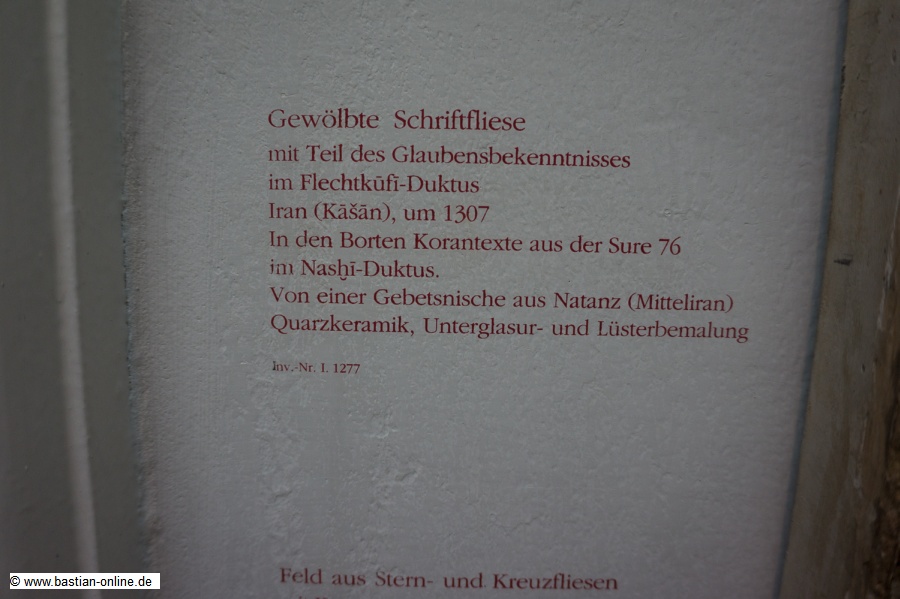 Gewölbte Schriftfliese
mit Teil des Glaubensbekenntnisses
im Flechtkūfī-Duktus
Iran (Kāšān), um 1307
In den Borten Korantexte aus der Sure 76
im Nasḫī-Duktus.
Von einer Gebetsnische aus Natanz (Mitteliran)
Quarzkeramik, Unterglasur- und Lüsterbemalung
Inv.-Nr. I. 1277
Feld aus Stern- und Kreuzfliesen
© www.bastian-online.de